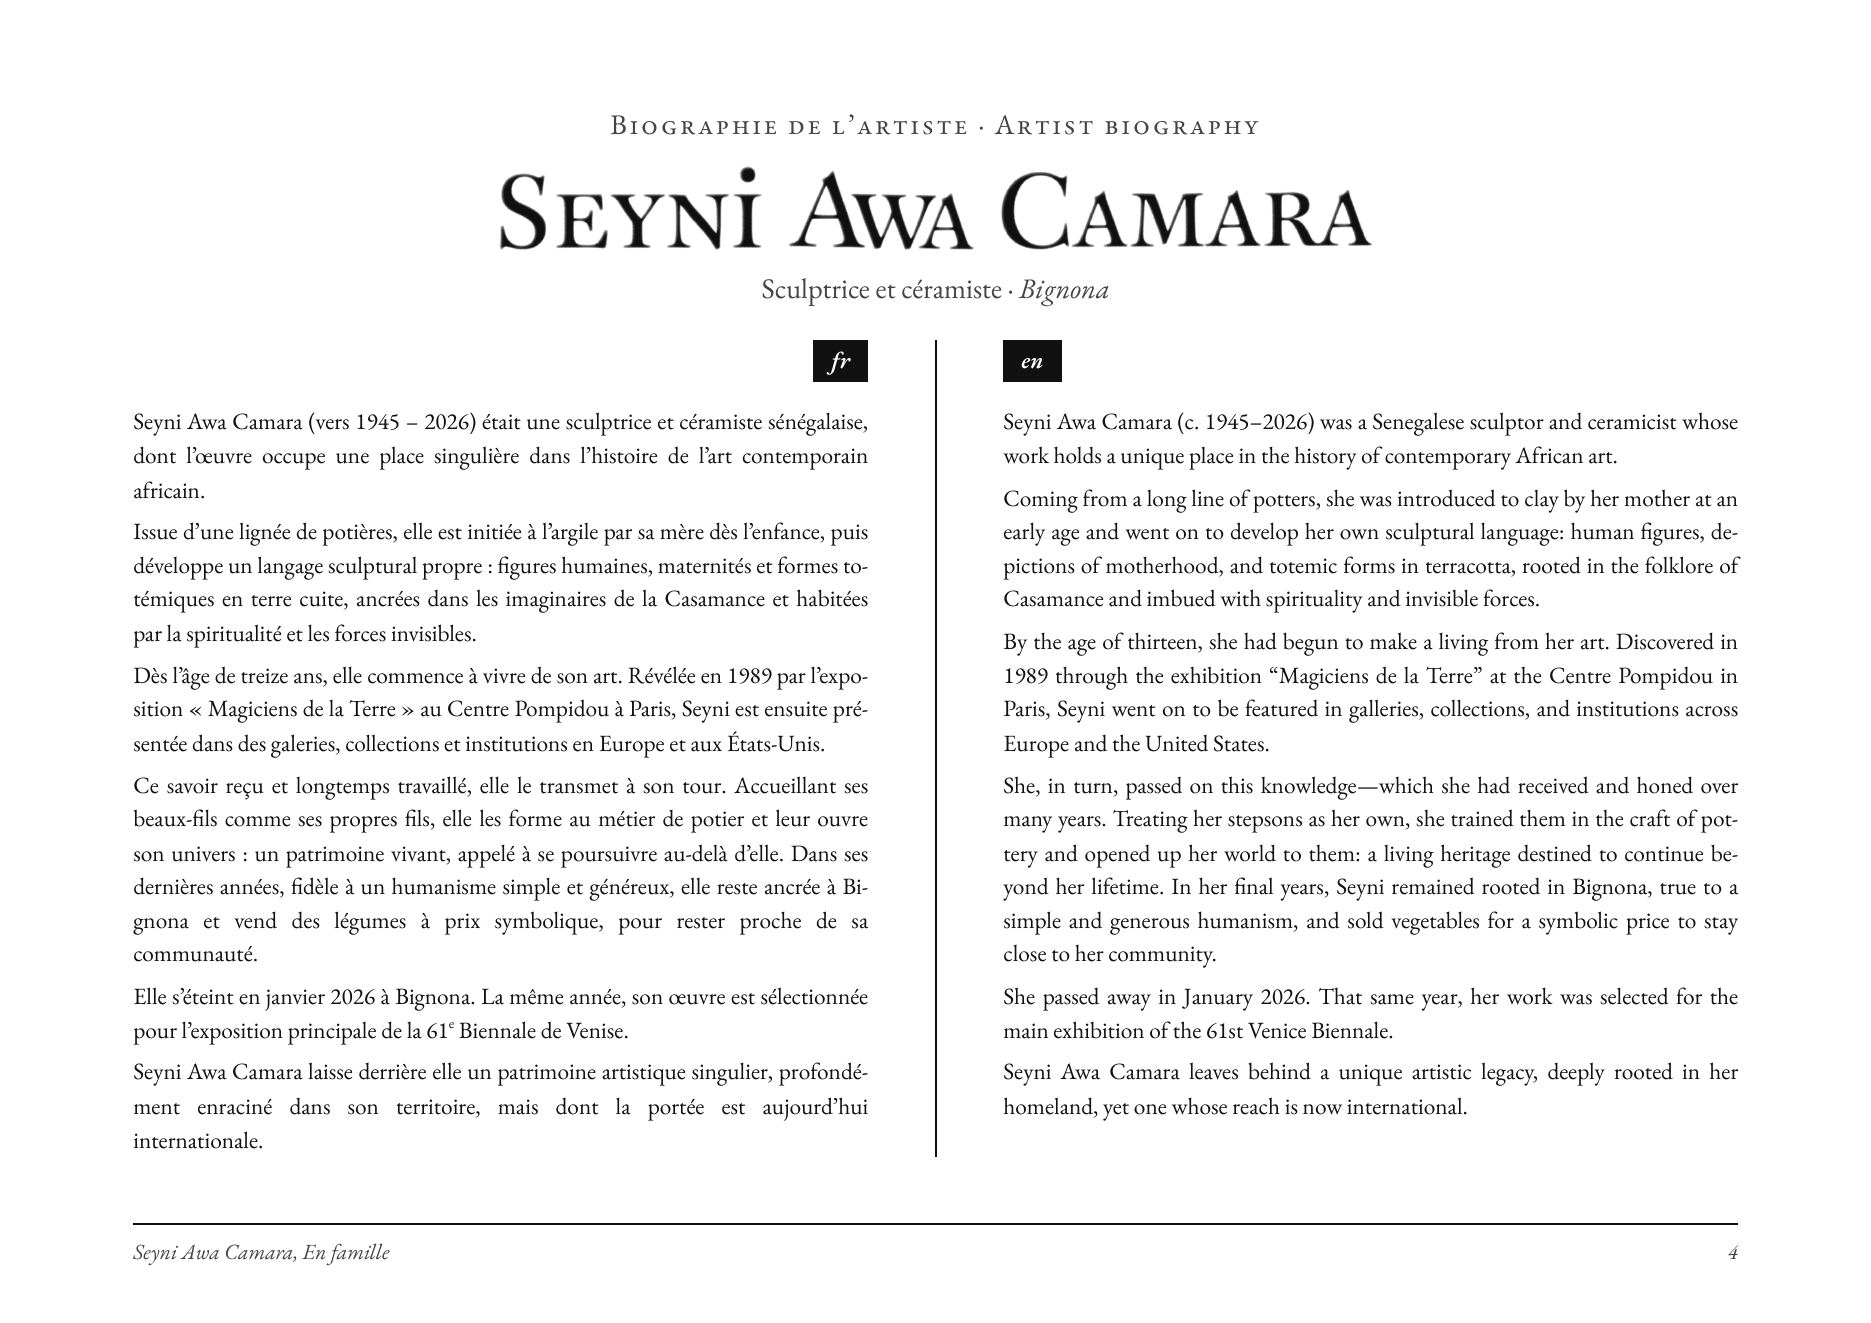 Biographie de l’artiste · Artist biography
Seyni Awa Camara
Sculptrice et céramiste · Bignona
fr
Seyni Awa Camara (vers 1945 – 2026) était une sculptrice et céramiste sénégalaise,
dont l’œuvre occupe une place singulière dans l’histoire de l’art contemporain
africain.
Issue d’une lignée de potières, elle est initiée à l’argile par sa mère dès l’enfance, puis
développe un langage sculptural propre : figures humaines, maternités et formes to-
témiques en terre cuite, ancrées dans les imaginaires de la Casamance et habitées
par la spiritualité et les forces invisibles.
Dès l’âge de treize ans, elle commence à vivre de son art. Révélée en 1989 par l’expo-
sition « Magiciens de la Terre » au Centre Pompidou à Paris, Seyni est ensuite pré-
sentée dans des galeries, collections et institutions en Europe et aux États-Unis.
Ce savoir reçu et longtemps travaillé, elle le transmet à son tour. Accueillant ses
beaux-fils comme ses propres fils, elle les forme au métier de potier et leur ouvre
son univers : un patrimoine vivant, appelé à se poursuivre au-delà d’elle. Dans ses
dernières années, fidèle à un humanisme simple et généreux, elle reste ancrée à Bi-
gnona et vend des légumes à prix symbolique, pour rester proche de sa
communauté.
Elle s’éteint en janvier 2026 à Bignona. La même année, son œuvre est sélectionnée
pour l’exposition principale de la 61e Biennale de Venise.
Seyni Awa Camara laisse derrière elle un patrimoine artistique singulier, profondé-
ment enraciné dans son territoire, mais dont la portée est aujourd’hui
internationale.
en
Seyni Awa Camara (c. 1945–2026) was a Senegalese sculptor and ceramicist whose
work holds a unique place in the history of contemporary African art.
Coming from a long line of potters, she was introduced to clay by her mother at an
early age and went on to develop her own sculptural language: human figures, de-
pictions of motherhood, and totemic forms in terracotta, rooted in the folklore of
Casamance and imbued with spirituality and invisible forces.
By the age of thirteen, she had begun to make a living from her art. Discovered in
1989 through the exhibition “Magiciens de la Terre” at the Centre Pompidou in
Paris, Seyni went on to be featured in galleries, collections, and institutions across
Europe and the United States.
She, in turn, passed on this knowledge—which she had received and honed over
many years. Treating her stepsons as her own, she trained them in the craft of pot-
tery and opened up her world to them: a living heritage destined to continue be-
yond her lifetime. In her final years, Seyni remained rooted in Bignona, true to a
simple and generous humanism, and sold vegetables for a symbolic price to stay
close to her community.
She passed away in January 2026. That same year, her work was selected for the
main exhibition of the 61st Venice Biennale.
Seyni Awa Camara leaves behind a unique artistic legacy, deeply rooted in her
homeland, yet one whose reach is now international.
Seyni Awa Camara, En famille
4